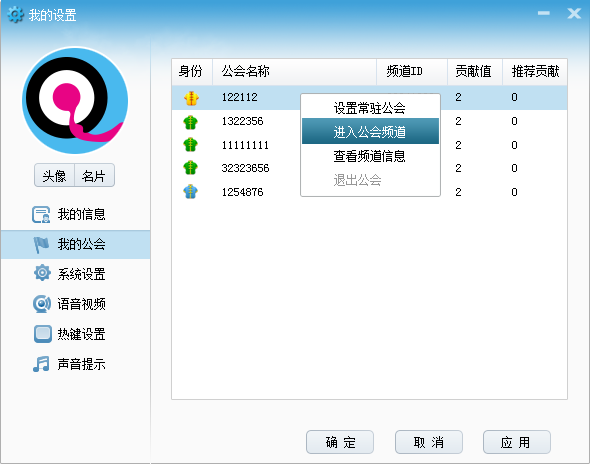 我的设置
身份 公会名称 频道ID 贡献值 推荐贡献
122112 2 0
1322356 2 0
11111111 2 0
32323656 2 0
1254876 2 0
设置常驻公会
进入公会频道
查看频道信息
退出公会
头像 名片
我的信息
我的公会
系统设置
语音视频
热键设置
声音提示
确定 取消 应用